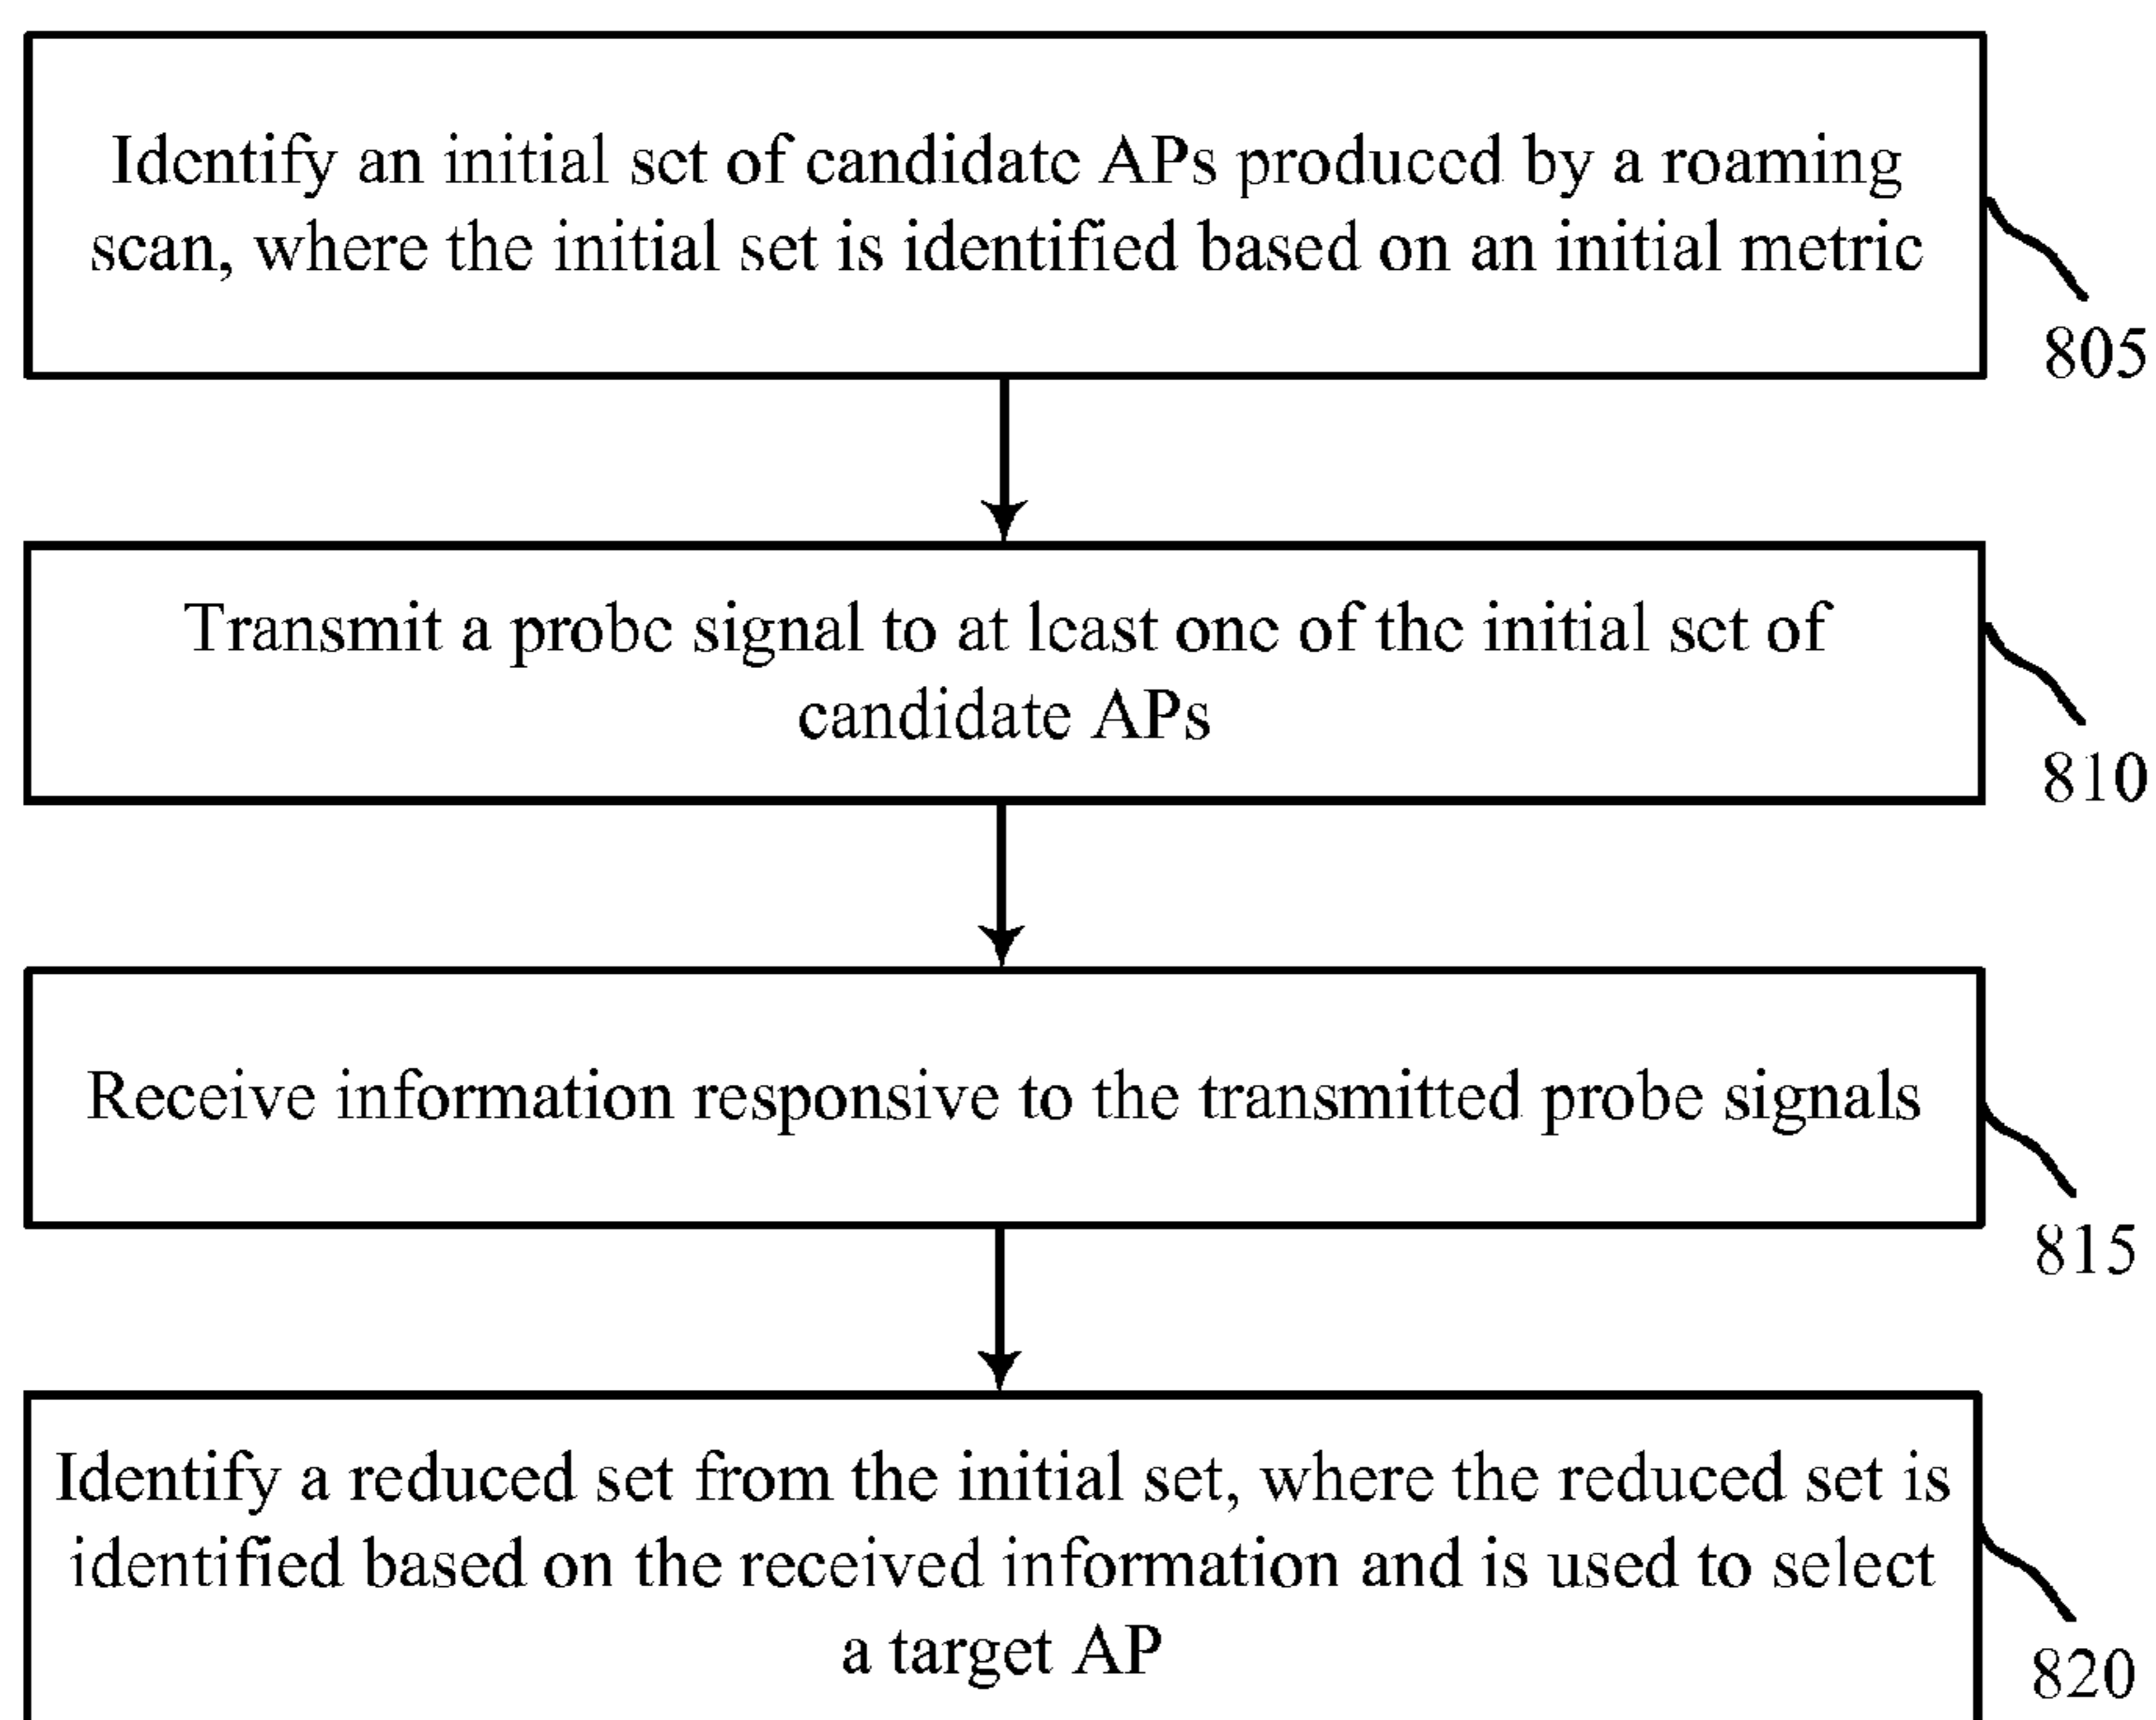 Identify an initial set of candidate APs produced by a roaming
scan, where the initial set is identified based on an initial metric
805
Transmit a probe signal to at least one of the initial set of
candidate APs
810
Receive information responsive to the transmitted probe signals
815
Identify a reduced set from the initial set, where the reduced set is
identified based on the received information and is used to select
a target AP
820